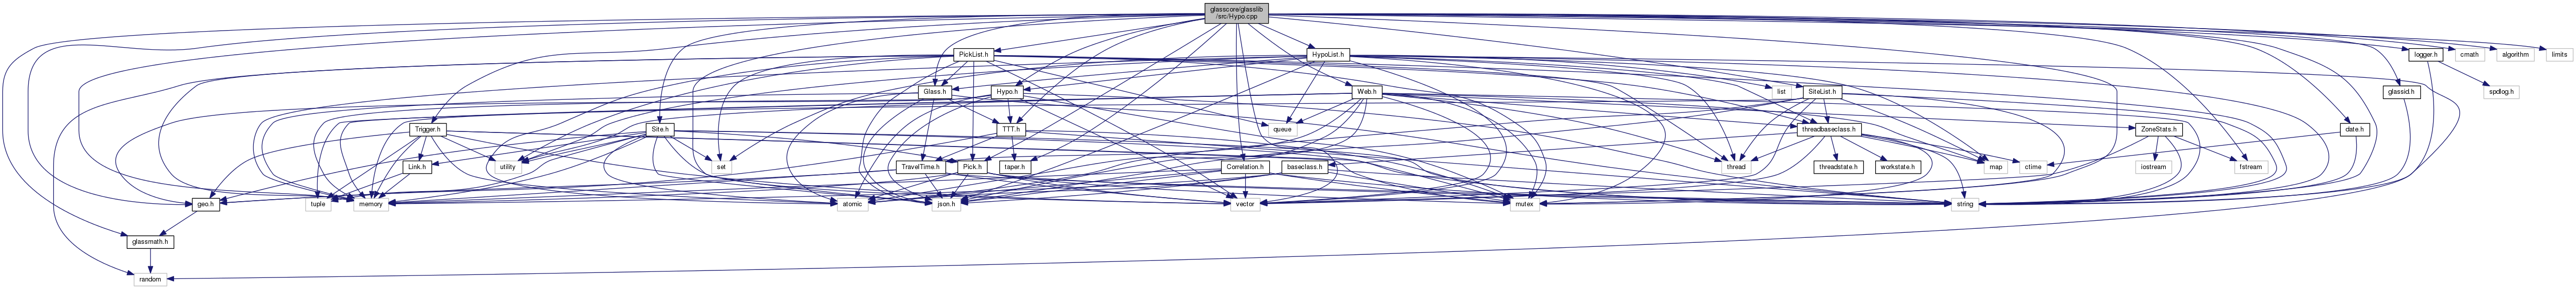 glasscore/glasslib
/src/Hypo.cpp
PickList.h
HypoList.h
logger.h
cmath
algorithm
limits
Glass.h
Hypo.h
Web.h
list
SiteList.h
glassid.h
spdlog.h
Trigger.h
Site.h
TTT.h
queue
threadbaseclass.h
ZoneStats.h
date.h
Link.h
utility
set
TravelTime.h
Pick.h
taper.h
Correlation.h
baseclass.h
thread
threadstate.h
workstate.h
map
ctime
iostream
fstream
geo.h
tuple
memory
atomic
json.h
vector
mutex
string
glassmath.h
random